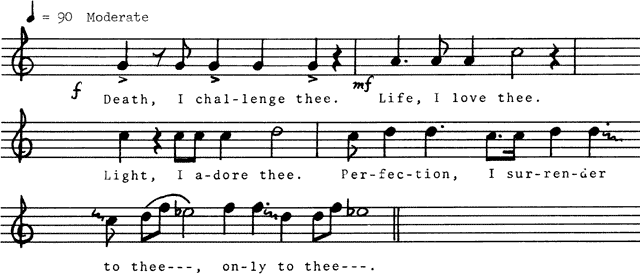 ♩ = 90 Moderate
f mf
Death, I chal-lenge thee. Life, I love thee.
Light, I a-dore thee. Per-fec-tion, I sur-ren-der
to thee---, on-ly to thee---.